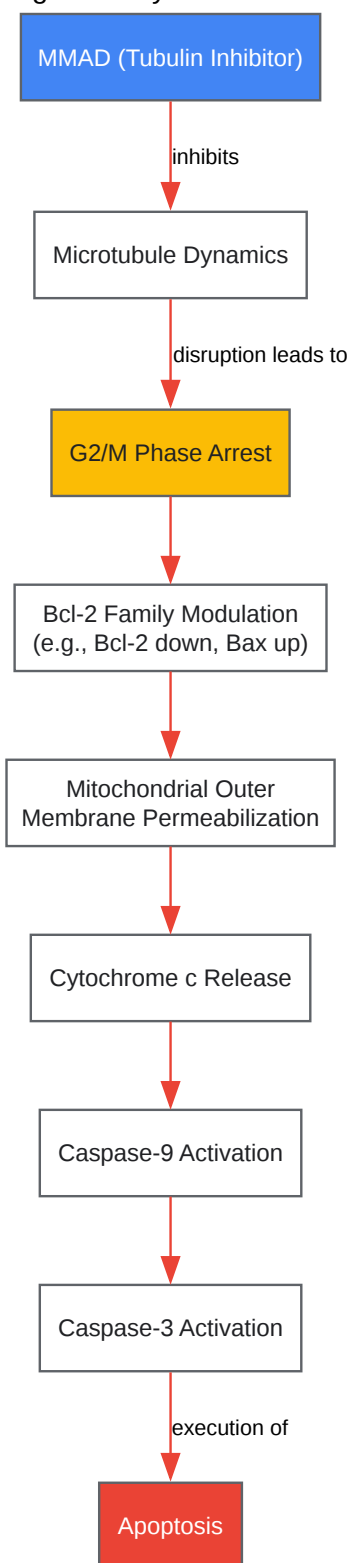 MMAD (Tubulin Inhibitor)
inhibits
Microtubule Dynamics
disruption leads to
G2/M Phase Arrest
Bcl-2 Family Modulation
(e.g., Bcl-2 down, Bax up)
Mitochondrial Outer
Membrane Permeabilization
Cytochrome c Release
Caspase-9 Activation
Caspase-3 Activation
execution of
Apoptosis